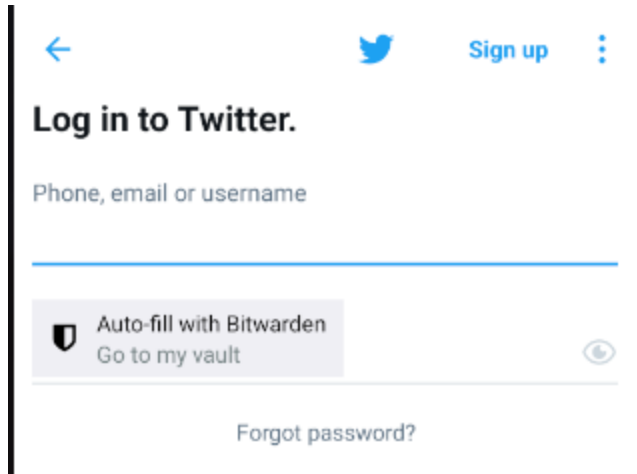 Sign up
Log in to Twitter.
Phone, email or username
Auto-fill with Bitwarden
Go to my vault
Forgot password?